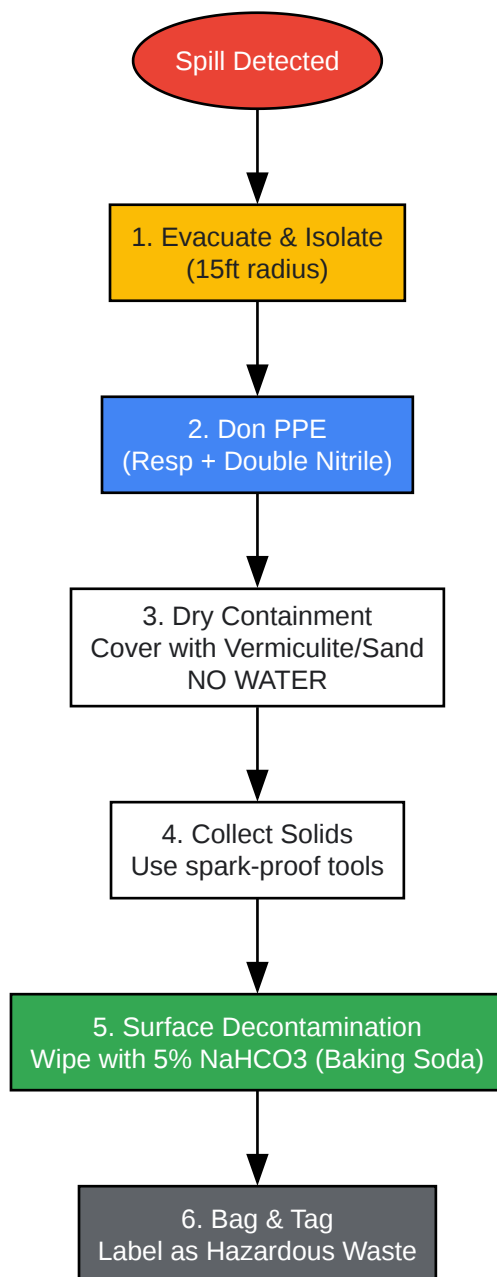 Spill Detected
1. Evacuate & Isolate
(15ft radius)
2. Don PPE
(Resp + Double Nitrile)
3. Dry Containment
Cover with Vermiculite/Sand
NO WATER
4. Collect Solids
Use spark-proof tools
5. Surface Decontamination
Wipe with 5% NaHCO3 (Baking Soda)
6. Bag & Tag
Label as Hazardous Waste